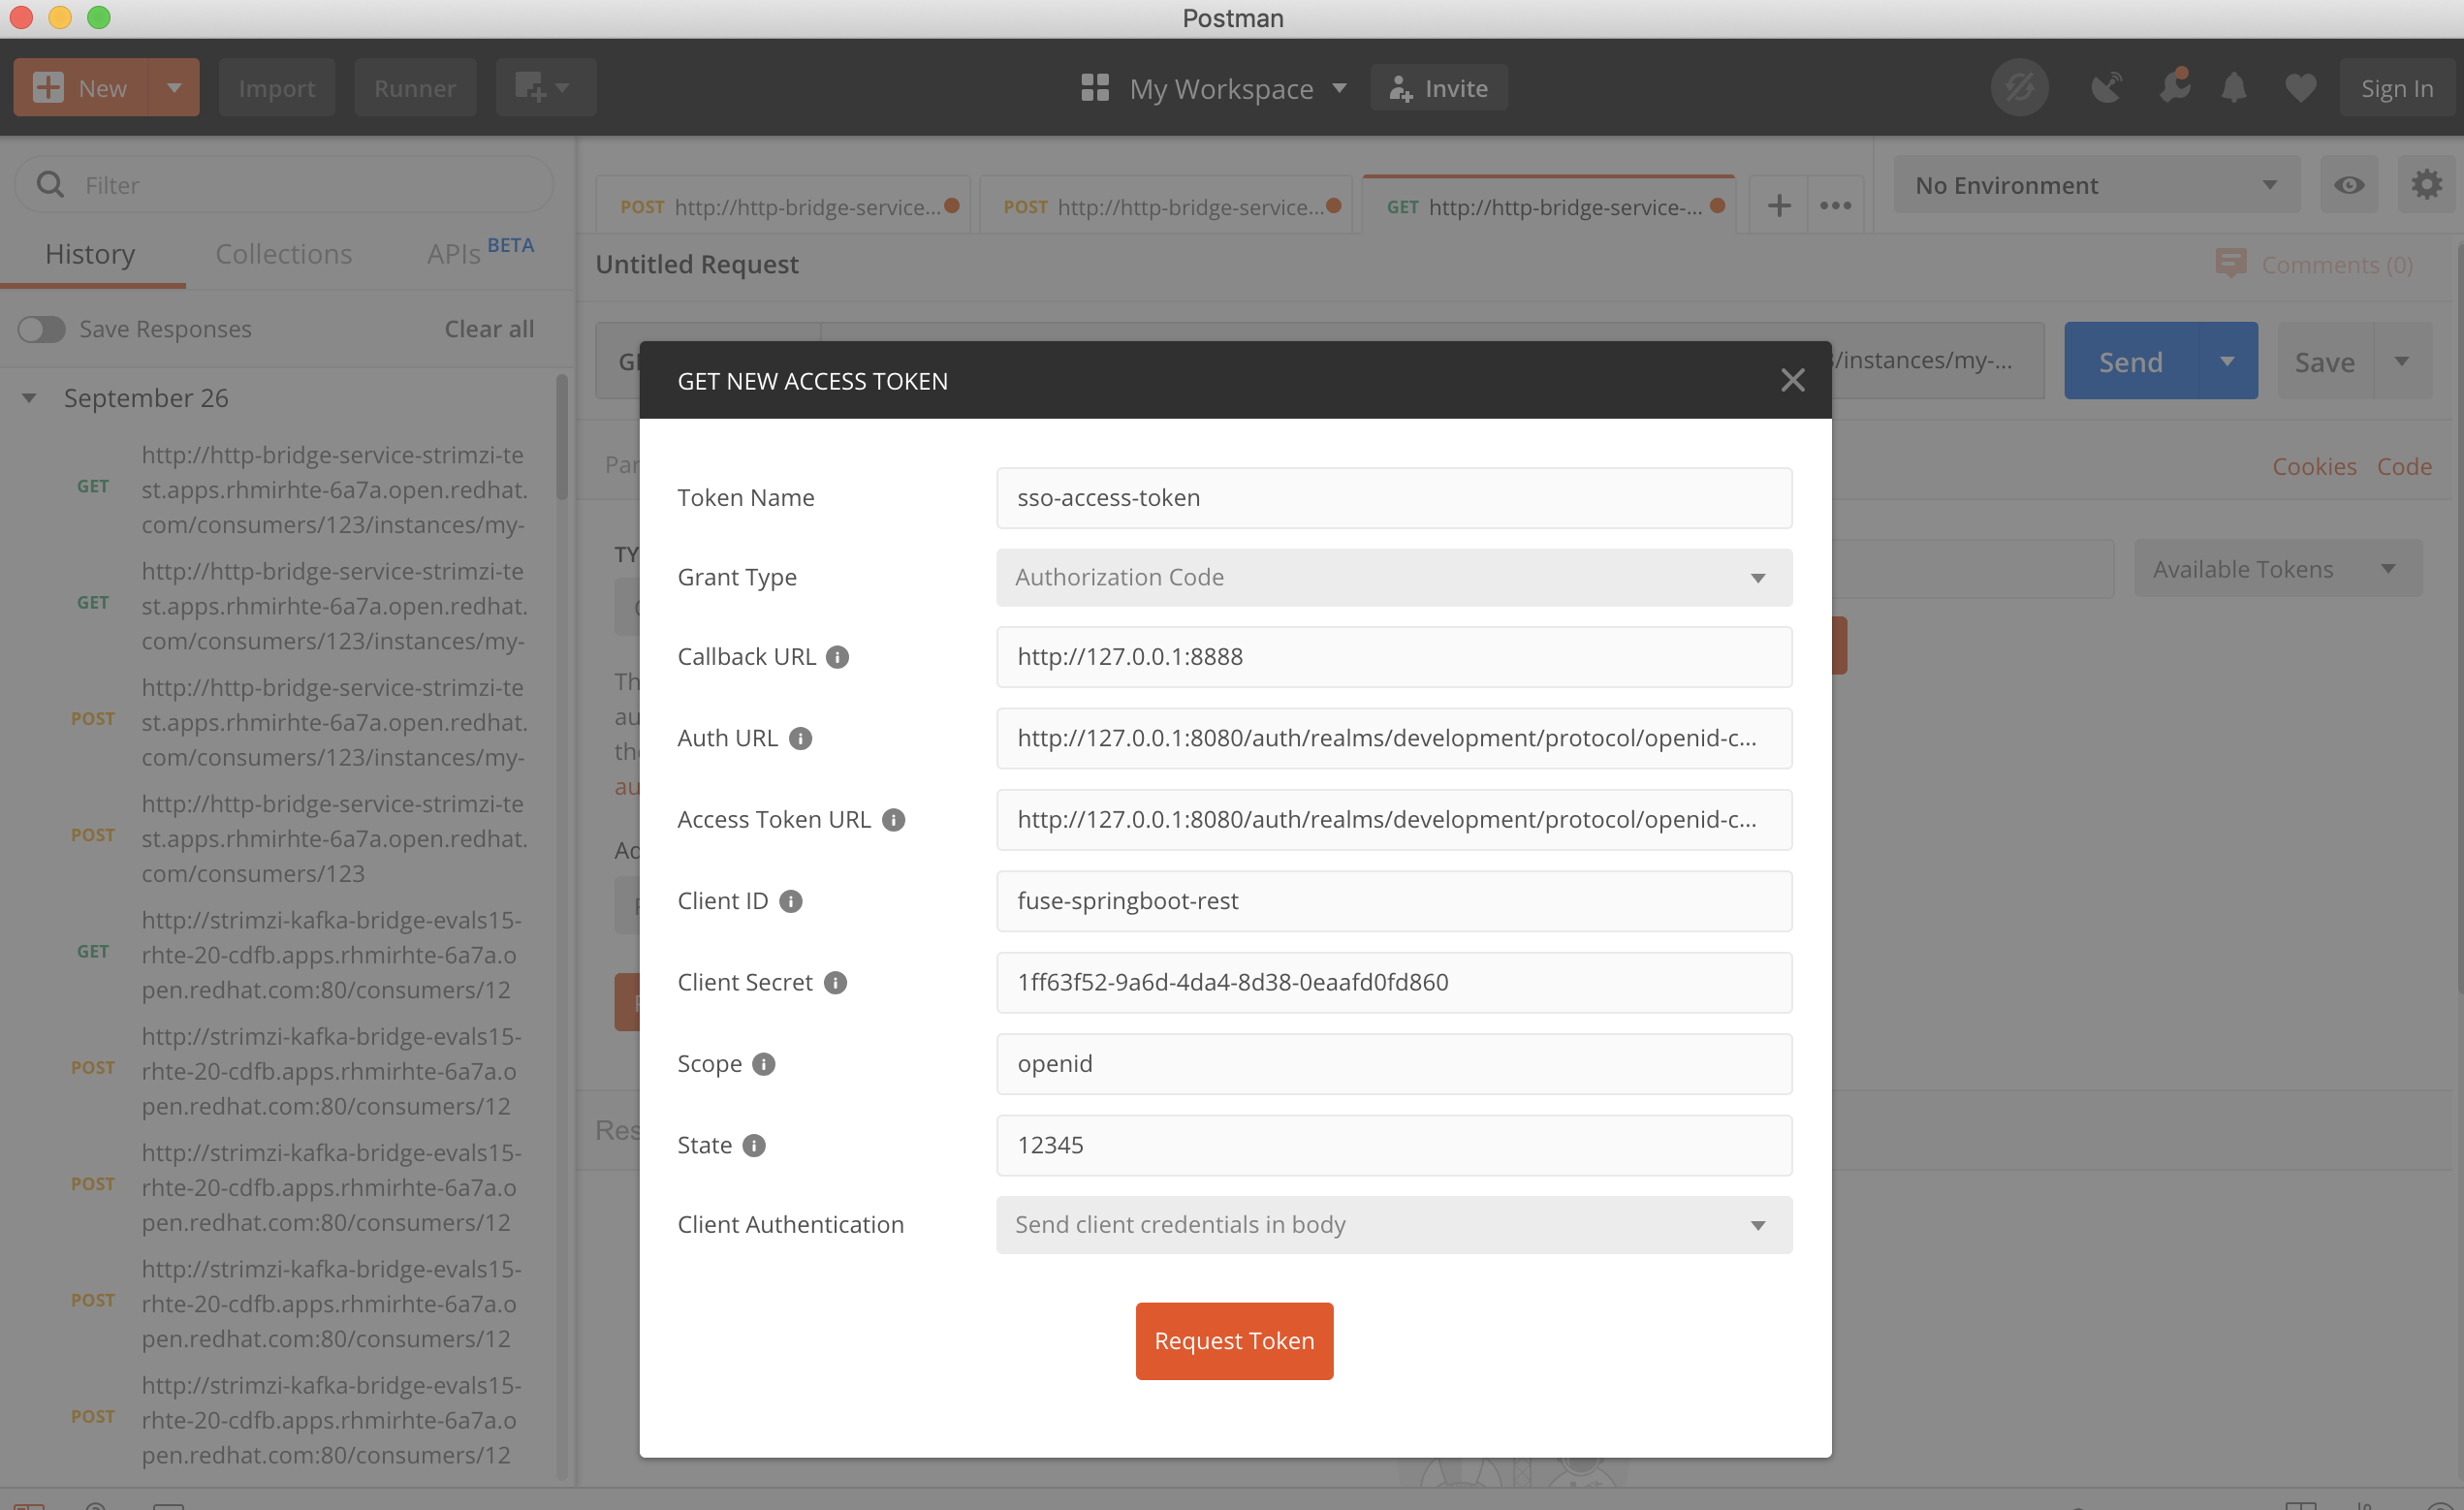 Postman
New
Import
Runner
My Workspace
Invite
Sign In
Filter
History
Collections
APIs BETA
Save Responses
Clear all
September 26
GET
http://http-bridge-service-strimzi-te
st.apps.rhmirhte-6a7a.open.redhat.
com/consumers/123/instances/my-
GET
http://http-bridge-service-strimzi-te
st.apps.rhmirhte-6a7a.open.redhat.
com/consumers/123/instances/my-
POST
http://http-bridge-service-strimzi-te
st.apps.rhmirhte-6a7a.open.redhat.
com/consumers/123/instances/my-
POST
http://http-bridge-service-strimzi-te
st.apps.rhmirhte-6a7a.open.redhat.
com/consumers/123
GET
http://strimzi-kafka-bridge-evals15-
rhte-20-cdfb.apps.rhmirhte-6a7a.o
pen.redhat.com:80/consumers/12
POST
http://strimzi-kafka-bridge-evals15-
rhte-20-cdfb.apps.rhmirhte-6a7a.o
pen.redhat.com:80/consumers/12
POST
http://strimzi-kafka-bridge-evals15-
rhte-20-cdfb.apps.rhmirhte-6a7a.o
pen.redhat.com:80/consumers/12
POST
http://strimzi-kafka-bridge-evals15-
rhte-20-cdfb.apps.rhmirhte-6a7a.o
pen.redhat.com:80/consumers/12
POST
http://strimzi-kafka-bridge-evals15-
rhte-20-cdfb.apps.rhmirhte-6a7a.o
pen.redhat.com:80/consumers/12
POST http://http-bridge-service...
POST http://http-bridge-service...
GET http://http-bridge-service-...
No Environment
Untitled Request
Comments (0)
/instances/my-...
Send
Save
Cookies
Code
Available Tokens
GET NEW ACCESS TOKEN
Token Name
sso-access-token
Grant Type
Authorization Code
Callback URL
http://127.0.0.1:8888
Auth URL
http://127.0.0.1:8080/auth/realms/development/protocol/openid-c...
Access Token URL
http://127.0.0.1:8080/auth/realms/development/protocol/openid-c...
Client ID
fuse-springboot-rest
Client Secret
1ff63f52-9a6d-4da4-8d38-0eaafd0fd860
Scope
openid
State
12345
Client Authentication
Send client credentials in body
Request Token